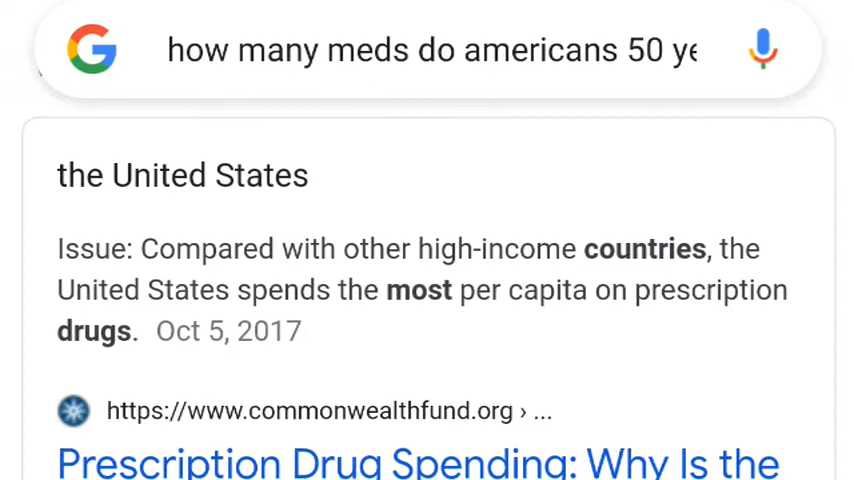 how many meds do americans 50 ye
the United States
Issue: Compared with other high-income countries, the
United States spends the most per capita on prescription
drugs. Oct 5, 2017
https://www.commonwealthfund.org › ...
Prescription Drug Spending: Why Is the